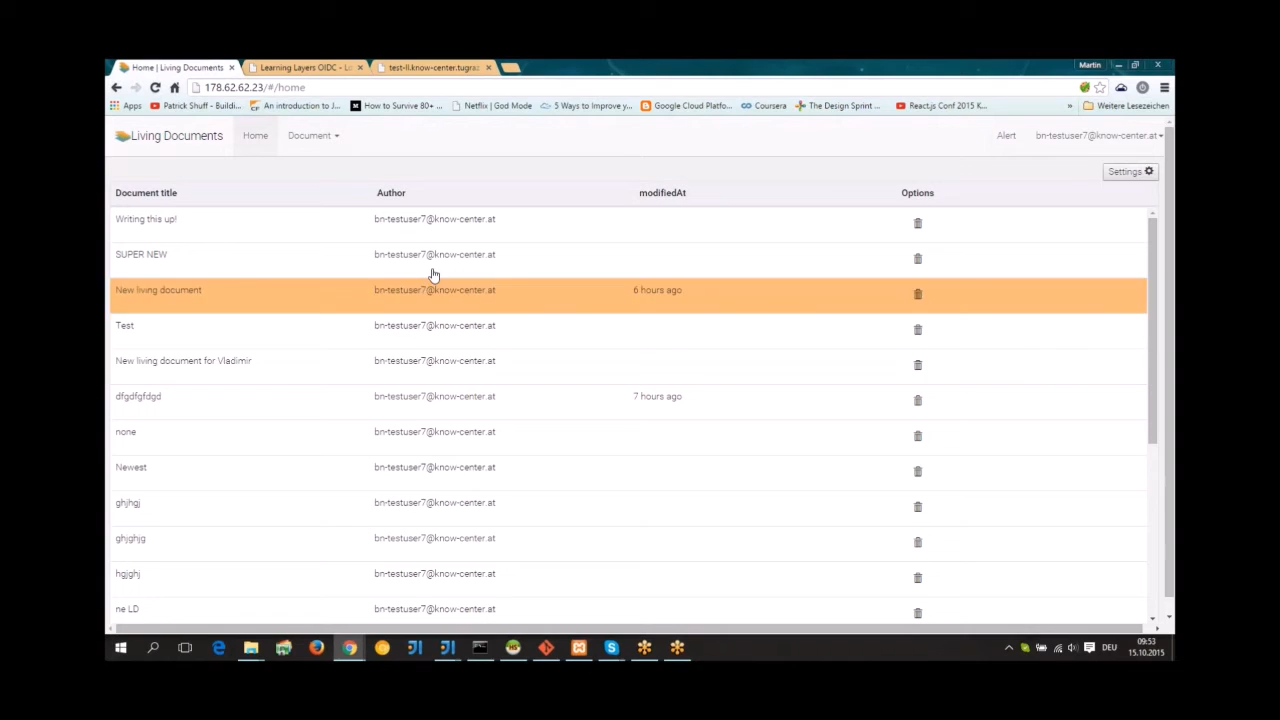 Home | Living Documents
Learning Layers OIDC - Lo
test-ll.know-center.tugraz
Martin
178.62.62.23/#/home
Apps
Patrick Shuff - Buildi...
An introduction to J...
How to Survive 80+ ...
Netflix | God Mode
5 Ways to Improve y...
Google Cloud Platfo...
Coursera
The Design Sprint ...
React.js Conf 2015 K...
»
Weitere Lesezeichen
Living Documents
Home
Document
Alert
bn-testuser7@know-center.at
Settings
Document title Author modifiedAt Options
Writing this up! bn-testuser7@know-center.at
SUPER NEW bn-testuser7@know-center.at
New living document bn-testuser7@know-center.at 6 hours ago
Test bn-testuser7@know-center.at
New living document for Vladimir bn-testuser7@know-center.at
dfgdfgfdgd bn-testuser7@know-center.at 7 hours ago
none bn-testuser7@know-center.at
Newest bn-testuser7@know-center.at
ghjhgj bn-testuser7@know-center.at
ghjghjg bn-testuser7@know-center.at
hgjghj bn-testuser7@know-center.at
ne LD bn-testuser7@know-center.at
DEU
09:53
15.10.2015